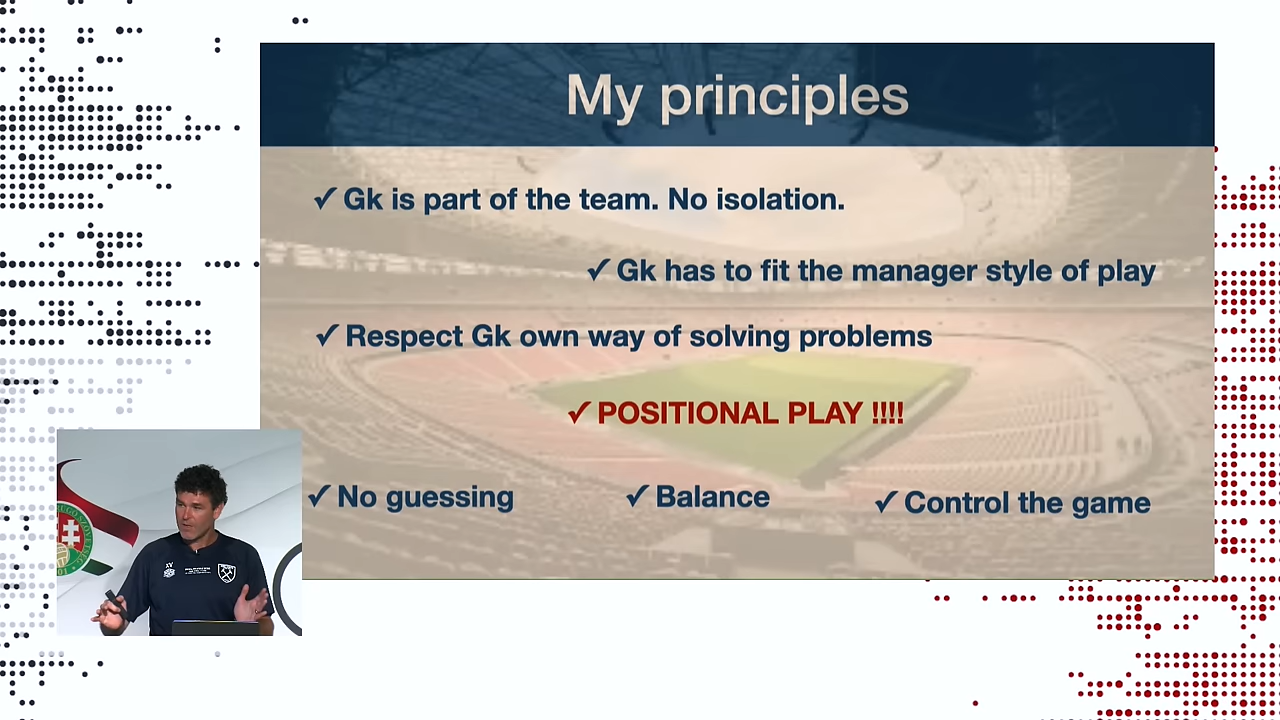 My principles
✓ Gk is part of the team. No isolation.
✓ Gk has to fit the manager style of play
✓ Respect Gk own way of solving problems
✓ POSITIONAL PLAY !!!!
✓ No guessing
✓ Balance
✓ Control the game
XV